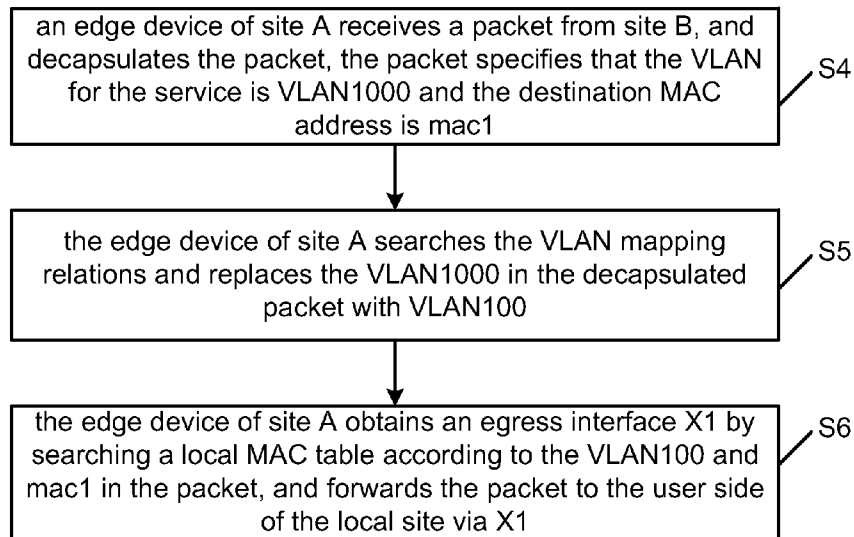 an edge device of site A receives a packet from site B, and
decapsulates the packet, the packet specifies that the VLAN
for the service is VLAN1000 and the destination MAC
address is mac1
S4
the edge device of site A searches the VLAN mapping
relations and replaces the VLAN1000 in the decapsulated
packet with VLAN100
S5
the edge device of site A obtains an egress interface X1 by
searching a local MAC table according to the VLAN100 and
mac1 in the packet, and forwards the packet to the user side
of the local site via X1
S6